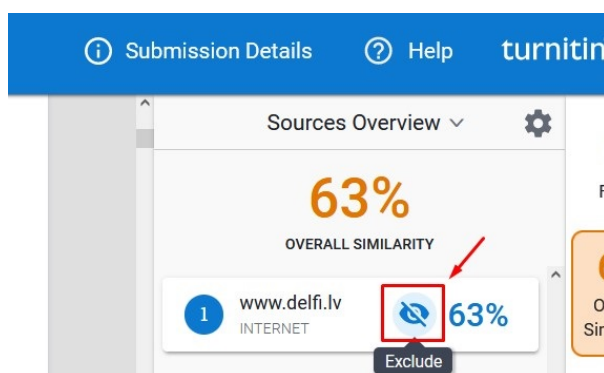 Submission Details
Help
turnitin
Sources Overview
63%
OVERALL SIMILARITY
1
www.delfi.lv
INTERNET
63%
Exclude